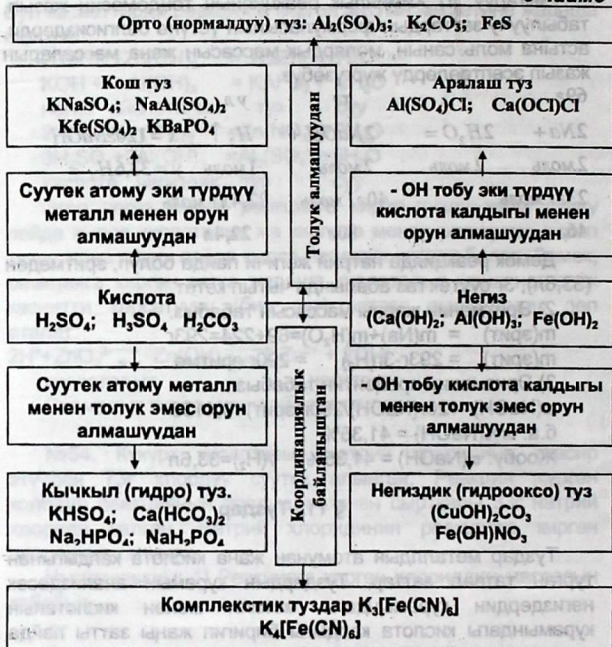 Орто (нормалдуу) туз: Al₂(SO₄)₃; K₂CO₃; FeS
Кош туз
KNaSO₄; NaAl(SO₄)₂
Kfe(SO₄)₂ KBaPO₄
Аралаш туз
Al(SO₄)Cl; Ca(OCl)Cl
Толук алмашуудан
Суутек атому эки түрдүү
металл менен орун
алмашуудан
- ОН тобу эки түрдүү
кислота калдыгы менен
орун алмашуудан
Кислота
H₂SO₄; H₃SO₄ H₂CO₃
Негиз
(Ca(OH)₂; Al(OH)₃; Fe(OH)₂
Суутек атому металл
менен толук эмес орун
алмашуудан
- ОН тобу кислота калдыгы
менен толук эмес орун
алмашуудан
Координациялык
байланыштан
Кычкыл (гидро) туз.
KHSO₄; Ca(HCO₃)2
Na₂HPO₄; NaH₂PO₄
Негиздик (гидрооксо) туз
(CuOH)₂CO₃
Fe(OH)NO₃
Комплекстик туздар K₃[Fe(CN)₆]
K₄[Fe(CN)₆]